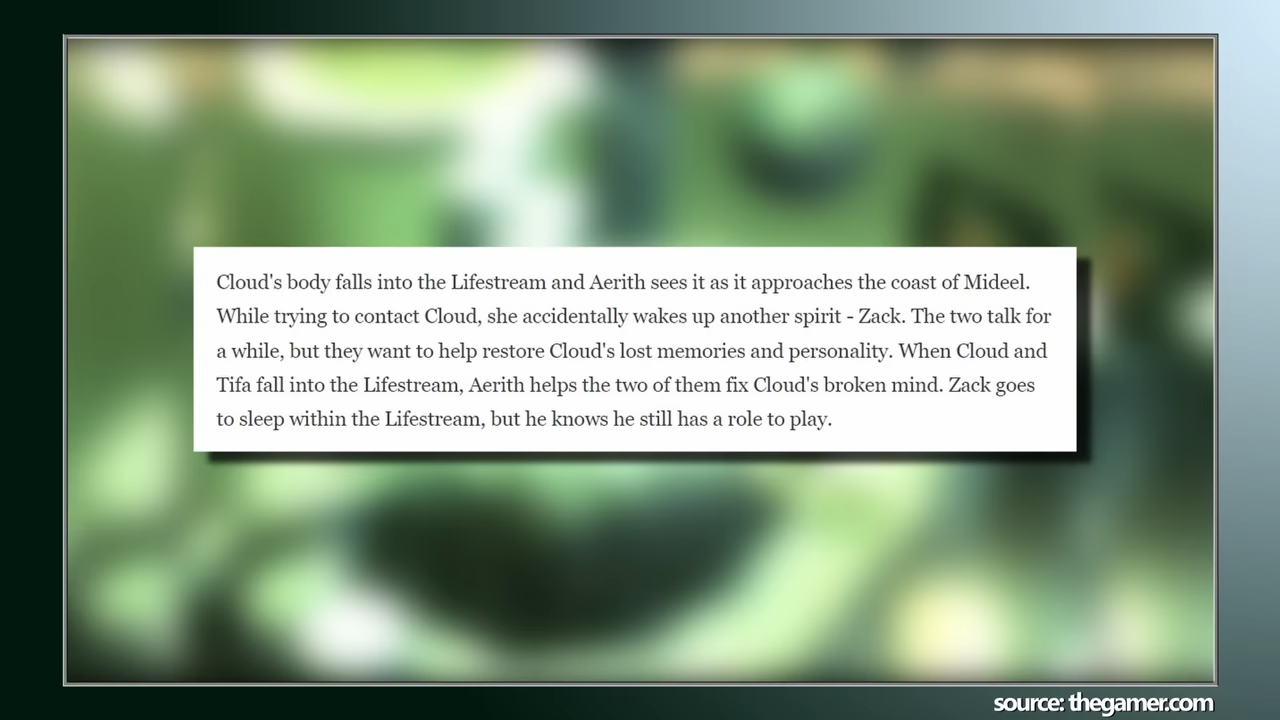 Cloud's body falls into the Lifestream and Aerith sees it as it approaches the coast of Mideel.
While trying to contact Cloud, she accidentally wakes up another spirit - Zack. The two talk for
a while, but they want to help restore Cloud's lost memories and personality. When Cloud and
Tifa fall into the Lifestream, Aerith helps the two of them fix Cloud's broken mind. Zack goes
to sleep within the Lifestream, but he knows he still has a role to play.
source: thegamer.com